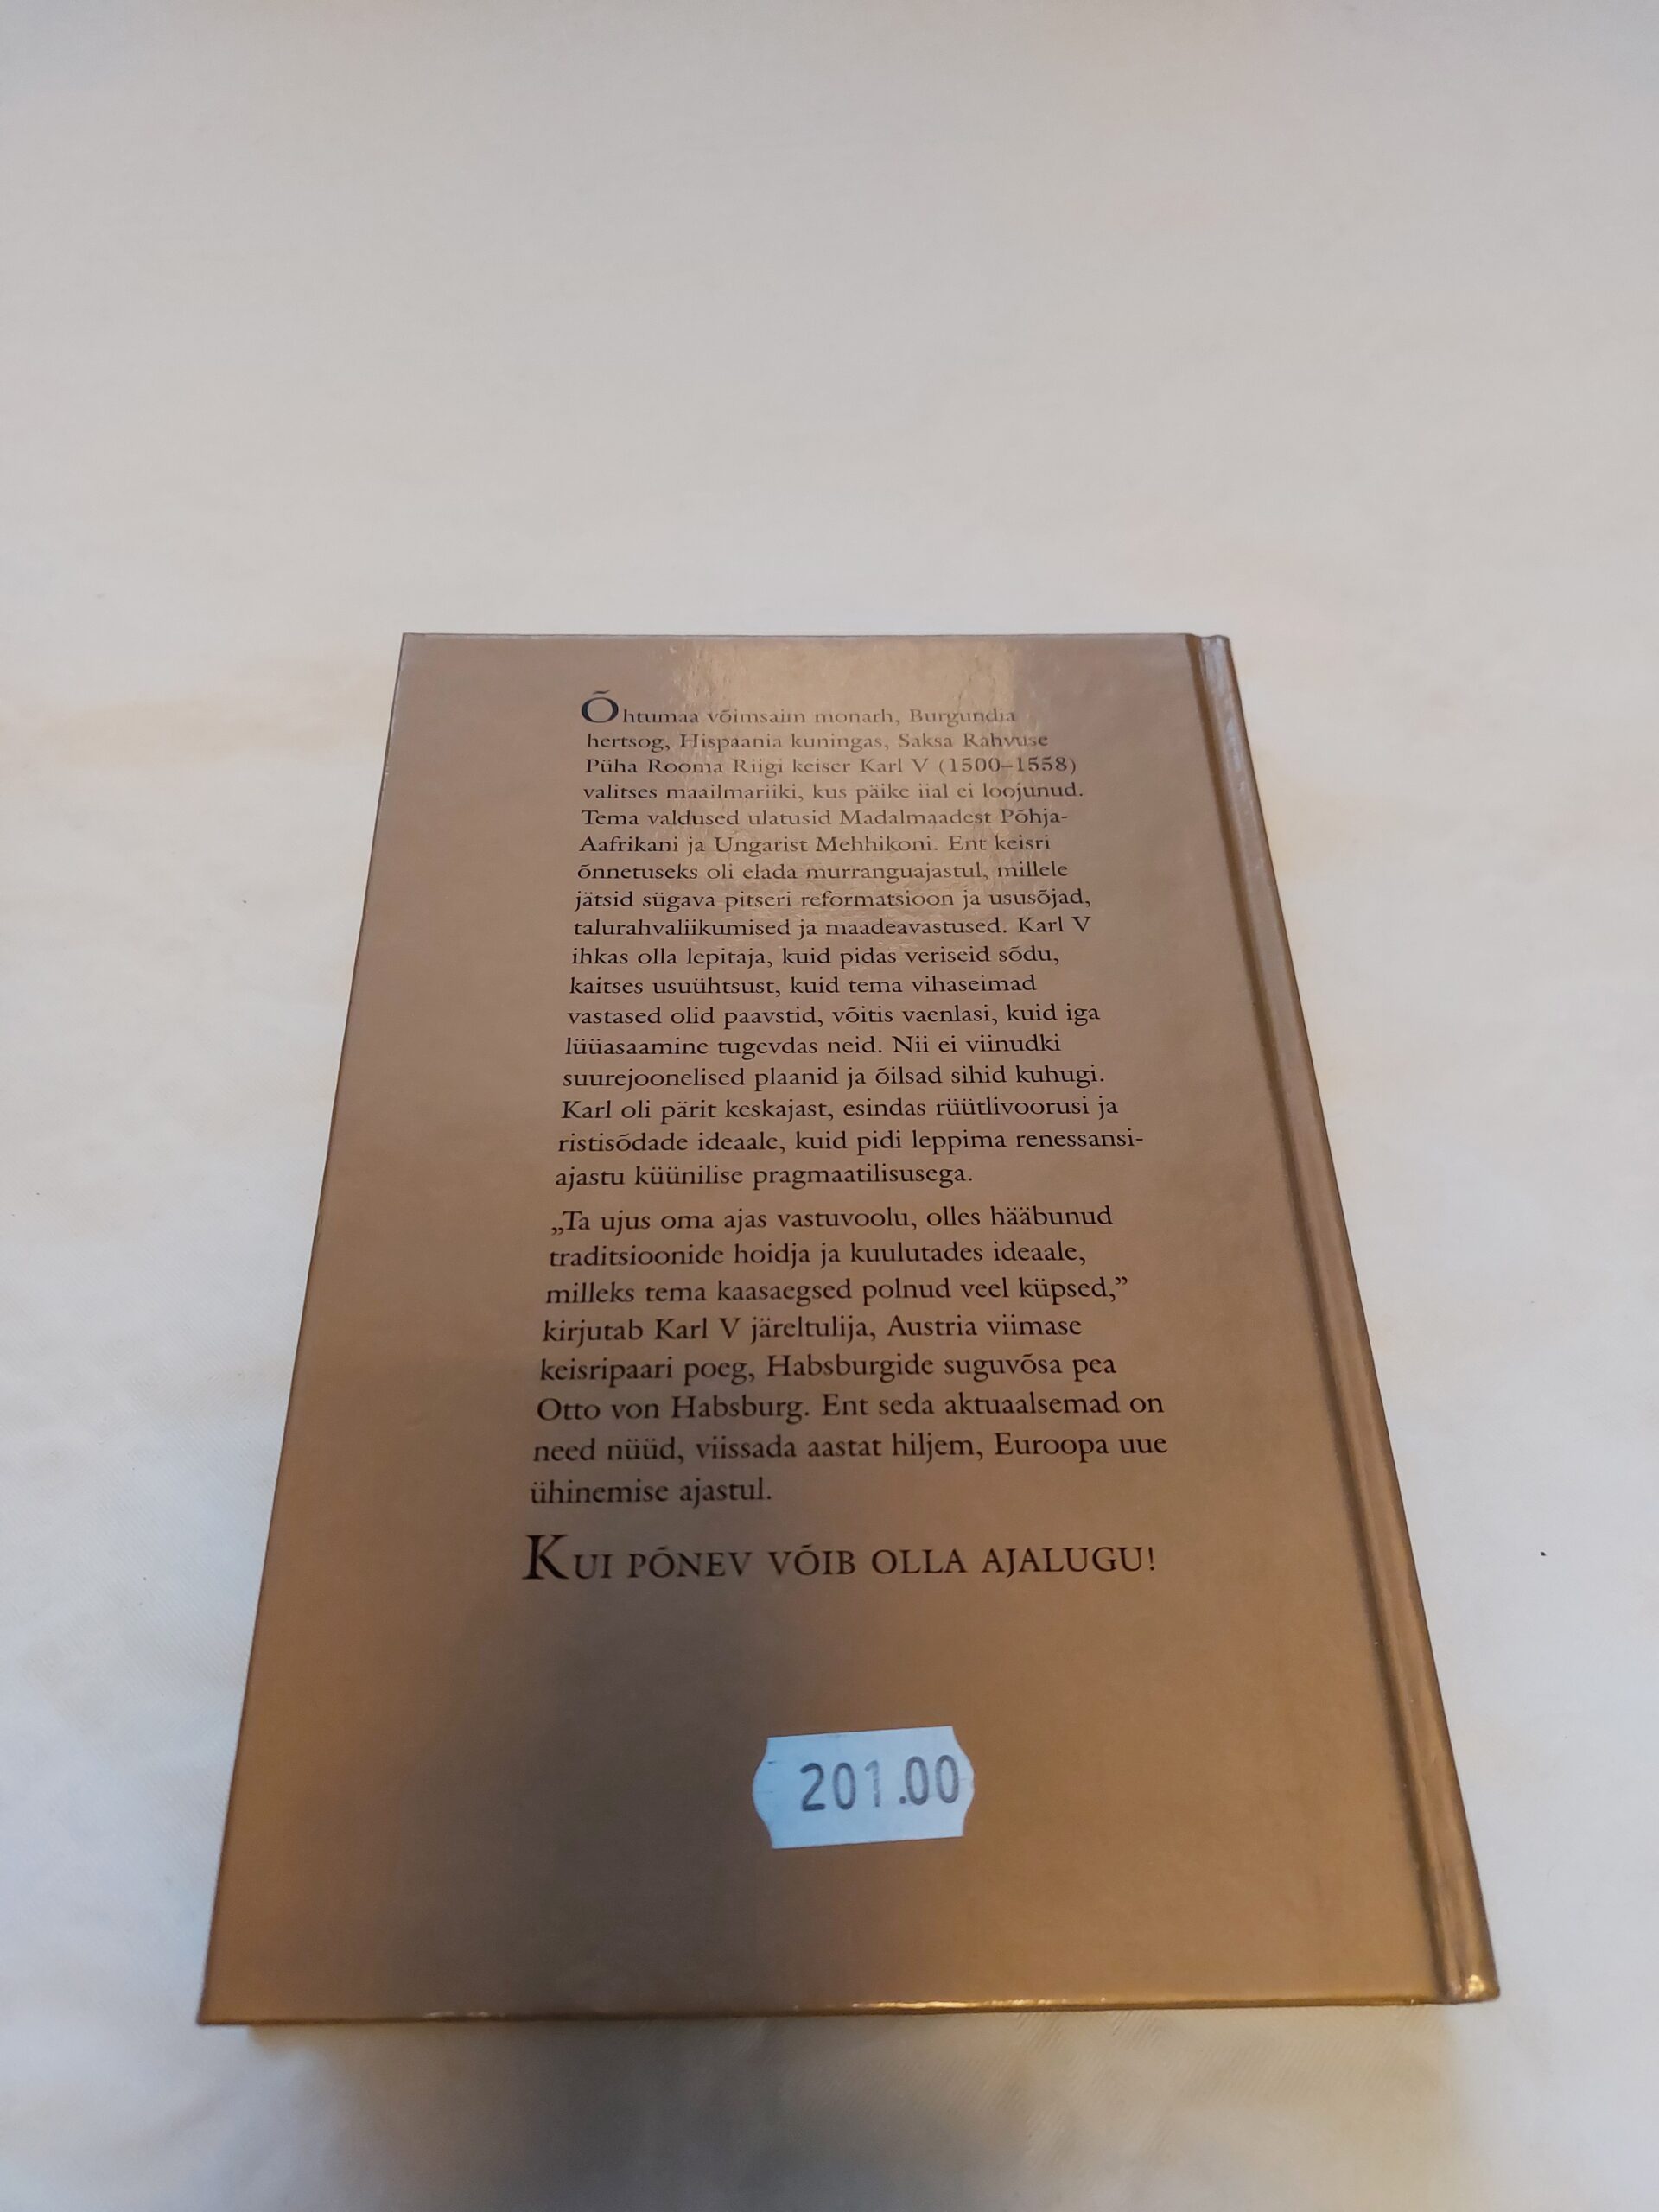 Õhtumaa võimsaim monarh, Burgundia
hertsog, Hispaania kuningas, Saksa Rahvuse
Püha Rooma Riigi keiser Karl V (1500–1558)
valitses maailmariiki, kus päike iial ei loojunud.
Tema valdused ulatusid Madalmaadest Põhja-
Aafrikani ja Ungarist Mehhikoni. Ent keisri
õnnetuseks oli elada murranguajastul, millele
jätsid sügava pitseri reformatsioon ja ususõjad,
talurahvaliikumised ja maadeavastused. Karl V
ihkas olla lepitaja, kuid pidas veriseid sõdu,
kaitses usuühtsust, kuid tema vihaseimad
vastased olid paavstid, võitis vaenlasi, kuid iga
lüüasaamine tugevdas neid. Nii ei viinudki
suurejoonelised plaanid ja õilsad sihid kuhugi.
Karl oli pärit keskajast, esindas rüütlivoorusi ja
ristisõdade ideaale, kuid pidi leppima renessansi-
ajastu küünilise pragmaatilisusega.
„Ta ujus oma ajas vastuvoolu, olles hääbunud
traditsioonide hoidja ja kuulutades ideaale,
milleks tema kaasaegsed polnud veel küpsed,”
kirjutab Karl V järeltulija, Austria viimase
keisripaari poeg, Habsburgide suguvõsa pea
Otto von Habsburg. Ent seda aktuaalsemad on
need nüüd, viissada aastat hiljem, Euroopa uue
ühinemise ajastul.
KUI PÕNEV VÕIB OLLA AJALUGU!
201.00